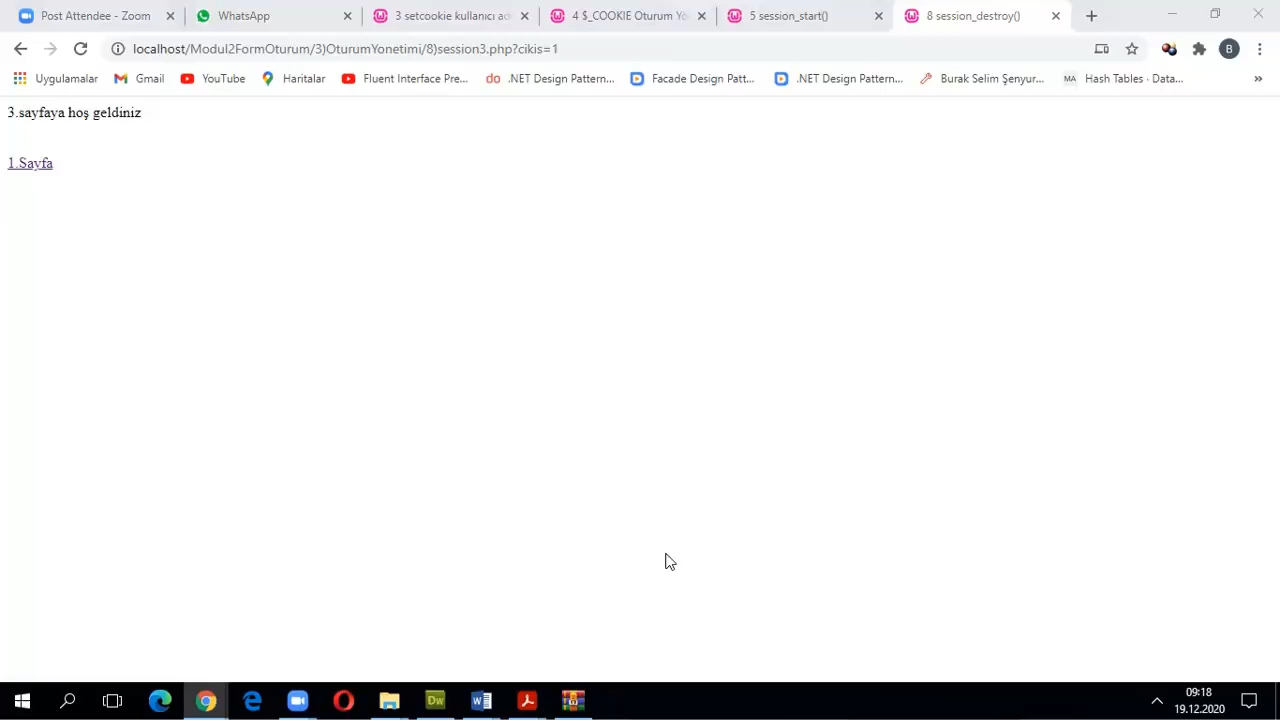 Post Attendee - Zoom
WhatsApp
3 setcookie kullanıcı ad
4 $_COOKIE Oturum Yö
5 session_start()
8 session_destroy()
localhost/Modul2FormOturum/3)OturumYonetimi/8)session3.php?cikis=1
B
Uygulamalar
Gmail
YouTube
Haritalar
Fluent Interface Pre...
do .NET Design Pattern...
Facade Design Patt...
.NET Design Pattern...
Burak Selim Şenyur...
MA Hash Tables - Data...
»
3.sayfaya hoş geldiniz
1.Sayfa
Dw
09:18
19.12.2020